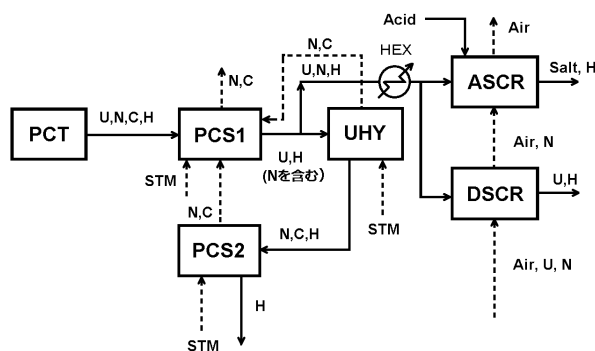 Acid
Air
N,C
HEX
N,C
U,N,H
ASCR
Salt, H
PCT
U,N,C,H
PCS1
UHY
U,H
(Nを含む)
Air, N
STM
DSCR
U,H
N,C
STM
PCS2
N,C,H
Air, U, N
H
STM